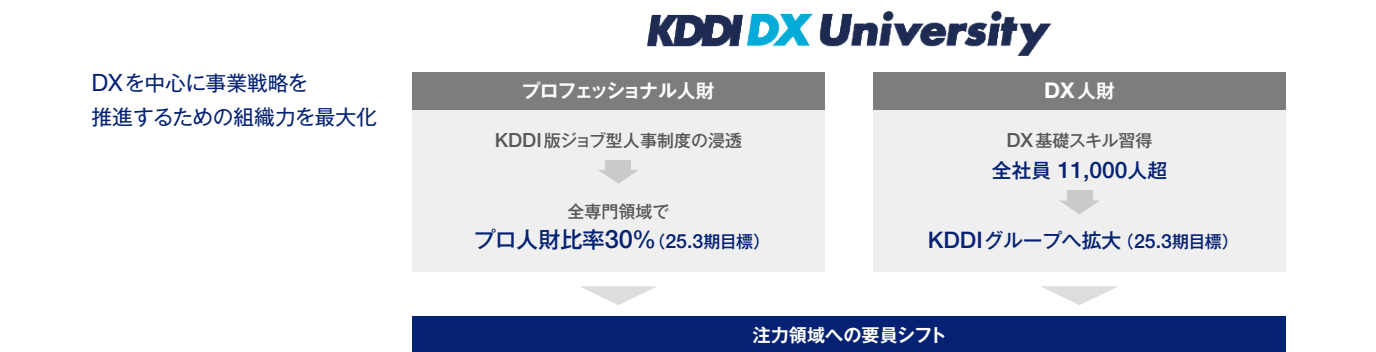 KDDI DX University
DXを中心に事業戦略を
推進するための組織力を最大化
プロフェッショナル人財
KDDI版ジョブ型人事制度の浸透
全専門領域で
プロ人財比率30%（25.3期目標）
DX人財
DX基礎スキル習得
全社員 11,000人超
KDDIグループへ拡大（25.3期目標）
注力領域への要員シフト